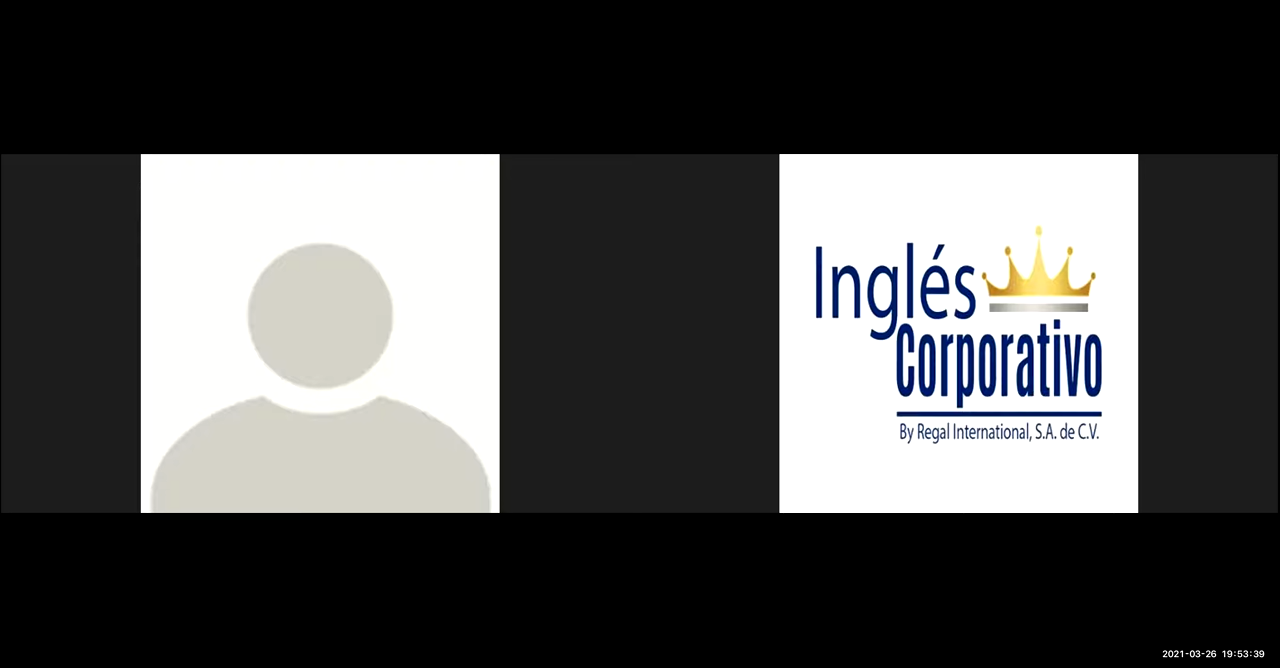 Inglés
Corporativo
By Regal International, S.A. de C.V.
2021-03-26 19:53:39